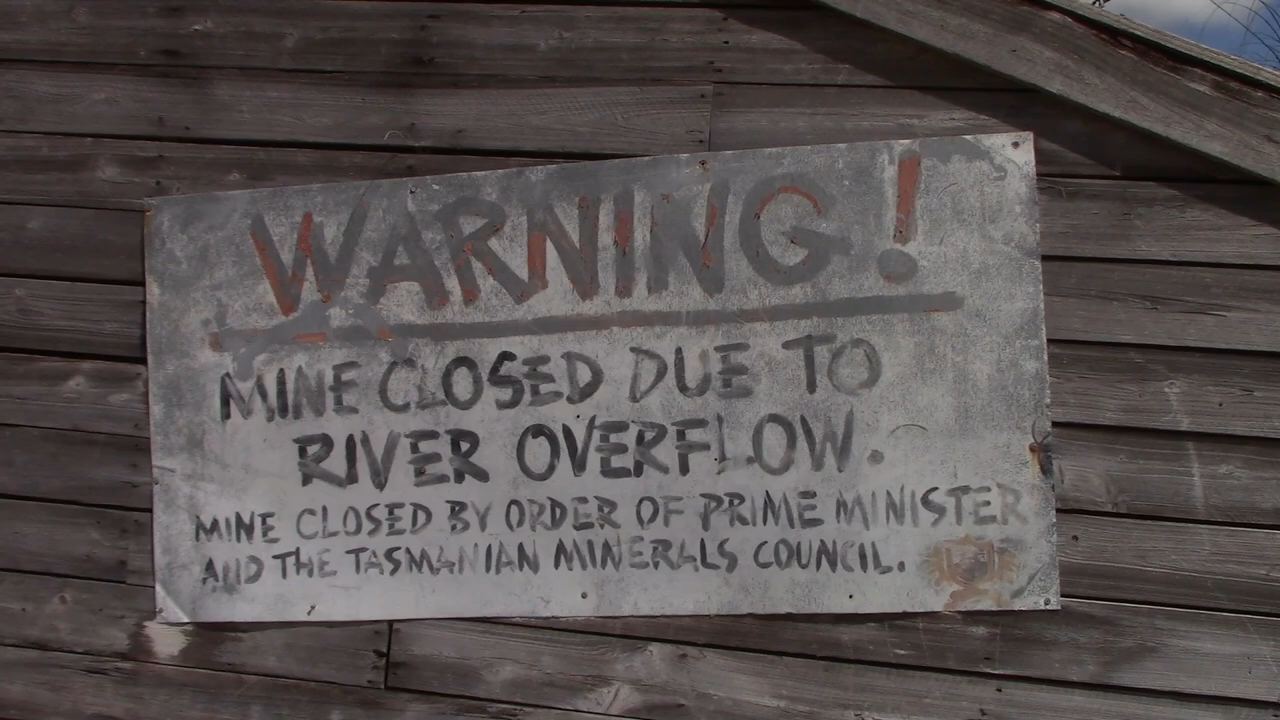 WARNING!
MINE CLOSED DUE TO
RIVER OVERFLOW.
MINE CLOSED BY ORDER OF PRIME MINISTER
AND THE TASMANIAN MINERALS COUNCIL.